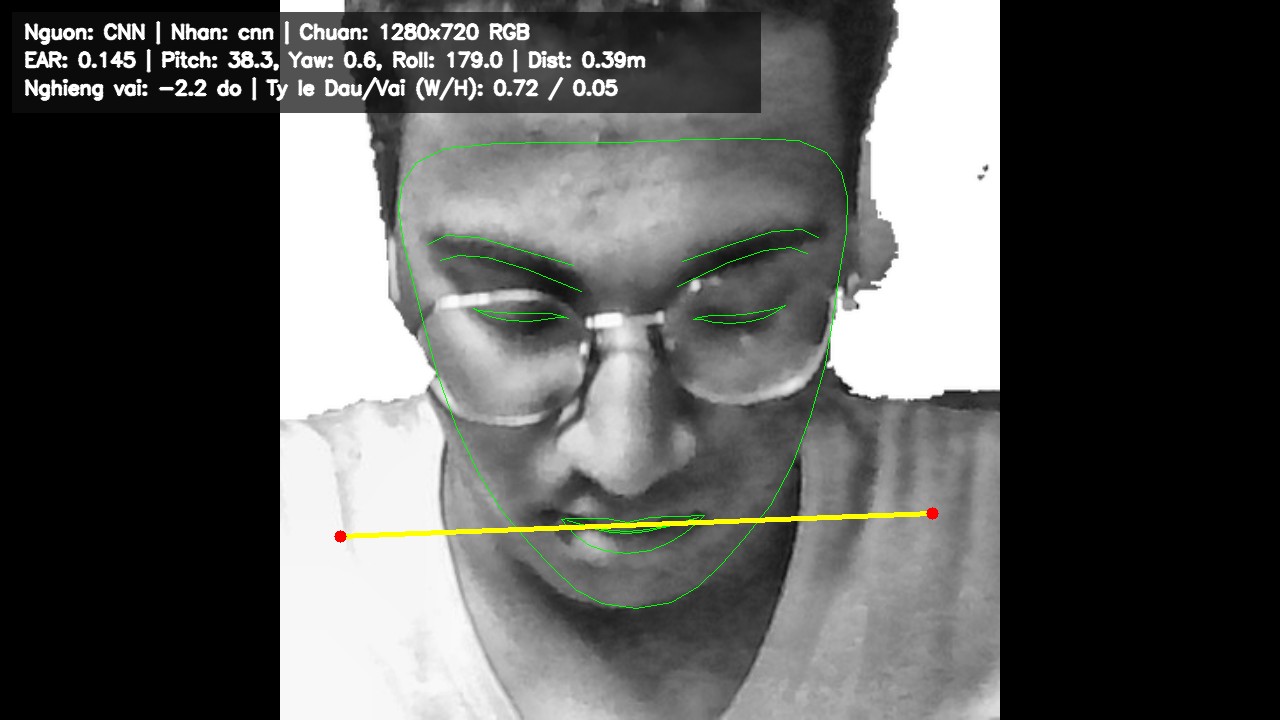 Nguon: CNN | Nhan: cnn | Chuan: 1280x720 RGB
EAR: 0.145 | Pitch: 38.3, Yaw: 0.6, Roll: 179.0 | Dist: 0.39m
Nghieng vai: -2.2 do | Ty le Dau/Vai (W/H): 0.72 / 0.05